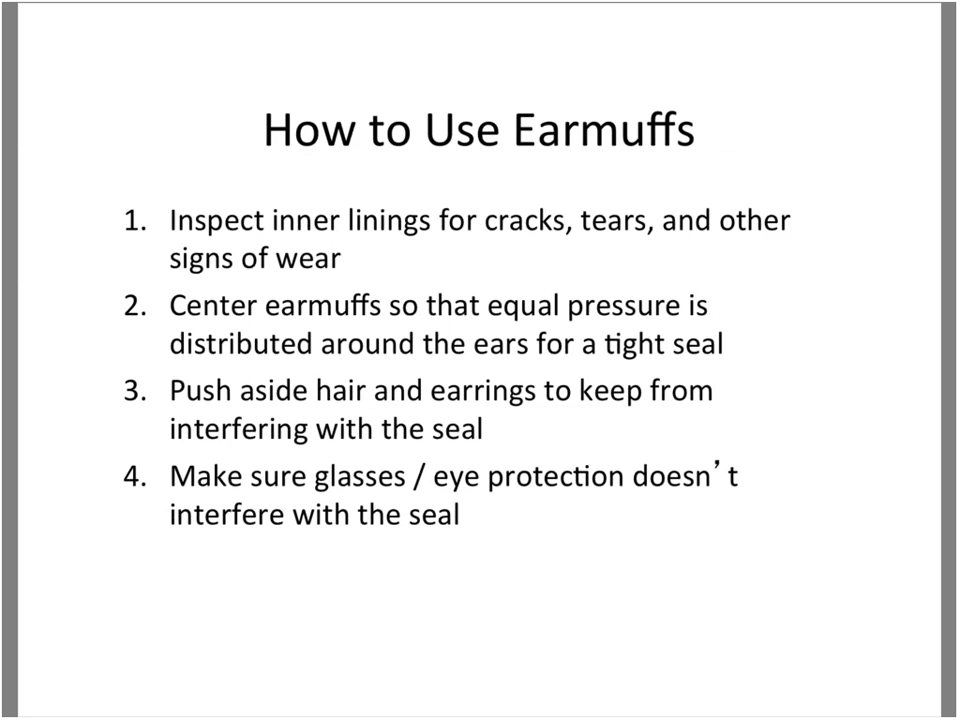 How to Use Earmuffs
1. Inspect inner linings for cracks, tears, and other
signs of wear
2. Center earmuffs so that equal pressure is
distributed around the ears for a tight seal
3. Push aside hair and earrings to keep from
interfering with the seal
4. Make sure glasses / eye protection doesn’t
interfere with the seal